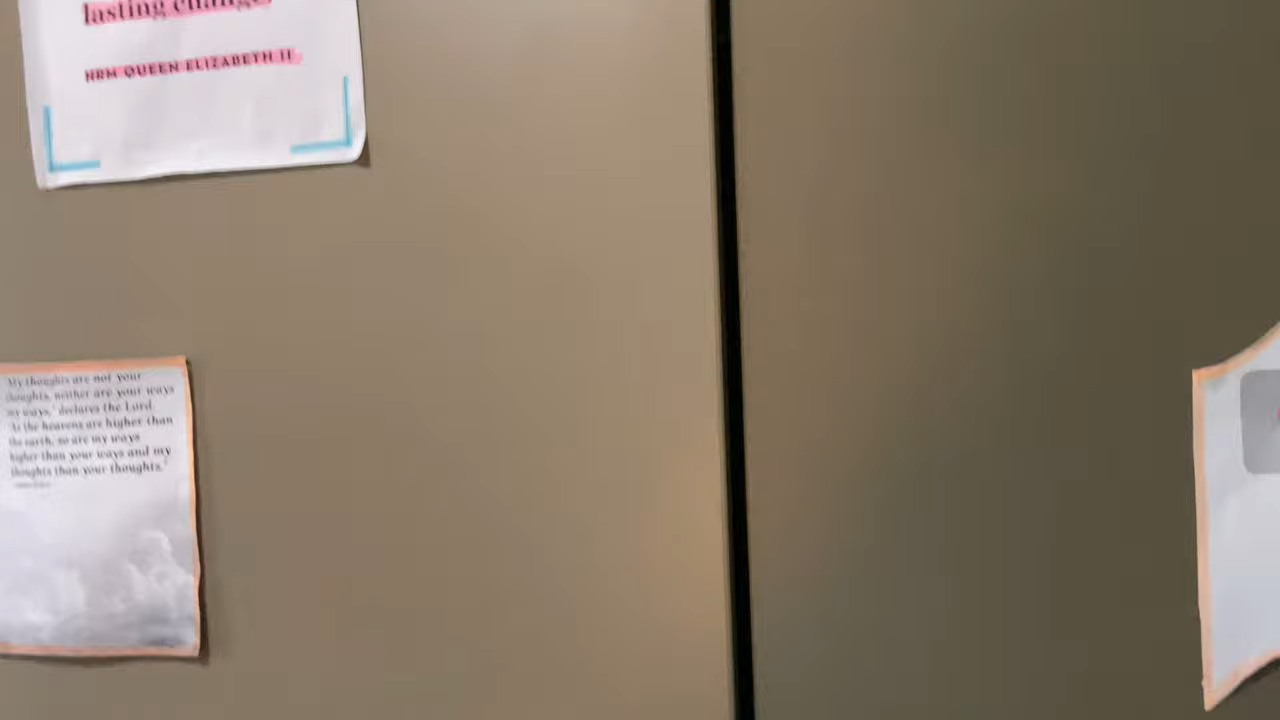 lasting change.
HRM QUEEN ELIZABETH II
My thoughts are not your
thoughts, neither are your ways
my ways," declares the Lord.
"As the heavens are higher than
the earth, so are my ways
higher than your ways and my
thoughts than your thoughts."